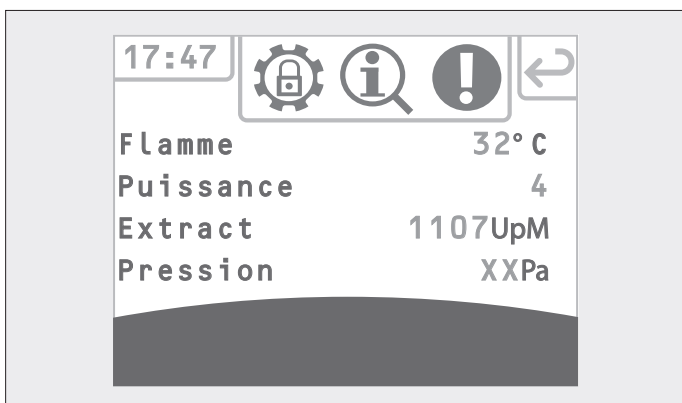 17:47
Flamme 32°C
Puissance 4
Extract 1107UpM
Pression XXPa